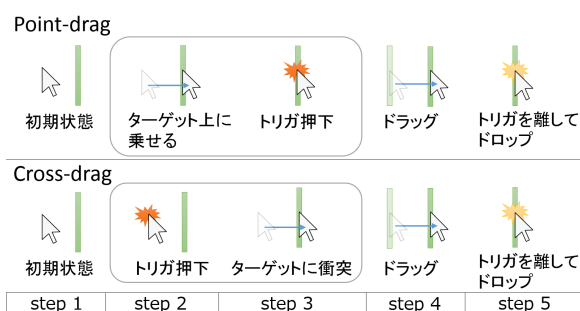 Point-drag
初期状態
ターゲット上に
乗せる
トリガ押下
ドラッグ
トリガを離して
ドロップ
Cross-drag
初期状態
トリガ押下
ターゲットに衝突
ドラッグ
トリガを離して
ドロップ
step 1
step 2
step 3
step 4
step 5